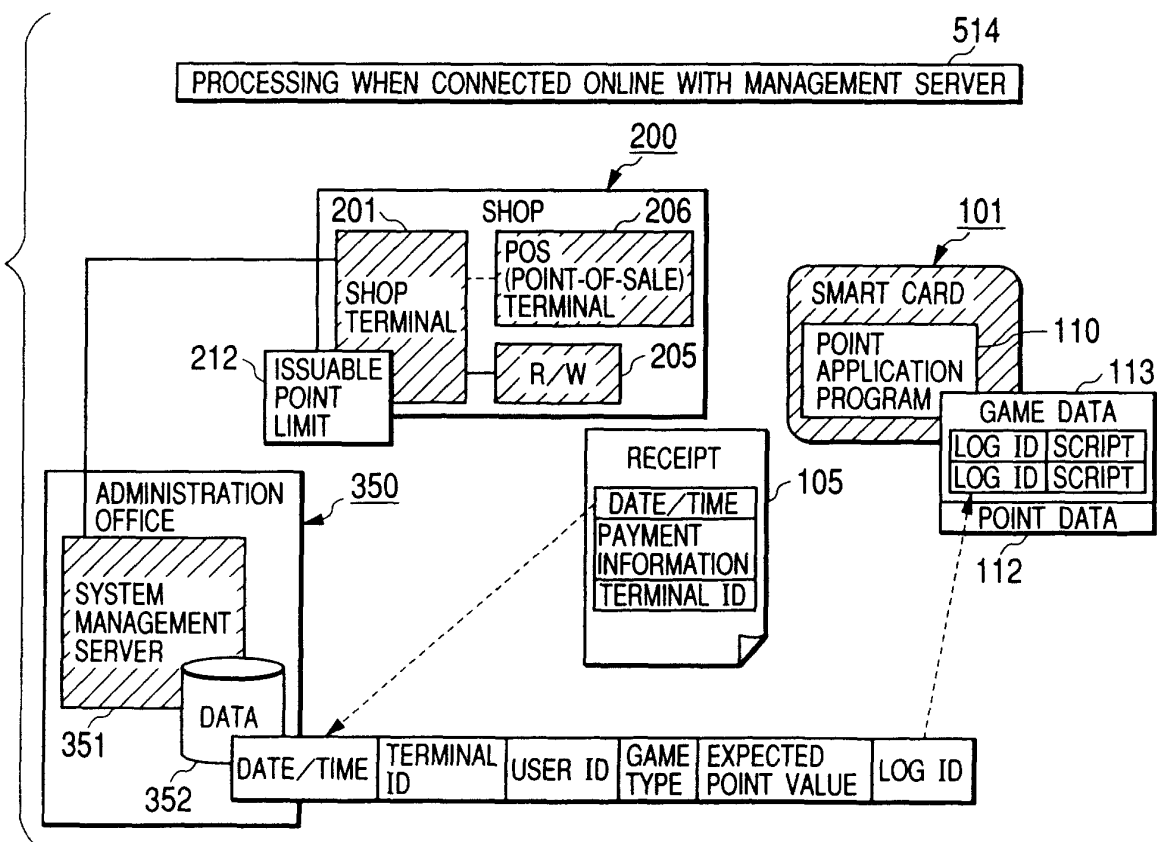 514
PROCESSING WHEN CONNECTED ONLINE WITH MANAGEMENT SERVER
200
SHOP
201
206
SHOP
TERMINAL
POS
(POINT-OF-SALE)
TERMINAL
R/W
205
212
ISSUABLE
POINT
LIMIT
101
SMART CARD
POINT
APPLICATION
PROGRAM
110
113
GAME DATA
LOG ID SCRIPT
LOG ID SCRIPT
POINT DATA
112
RECEIPT
DATE/TIME
PAYMENT
INFORMATION
TERMINAL ID
105
ADMINISTRATION
OFFICE
350
SYSTEM
MANAGEMENT
SERVER
351
DATA
352
DATE/TIME
TERMINAL
ID
USER ID
GAME
TYPE
EXPECTED
POINT VALUE
LOG ID